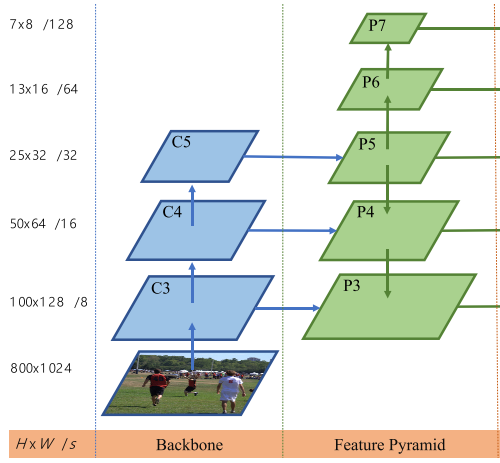 7x8 /128 P7
13x16 /64 P6
25x32 /32 C5 P5
50x64 /16 C4 P4
100x128 /8 C3 P3
800x1024
HxW /s Backbone Feature Pyramid